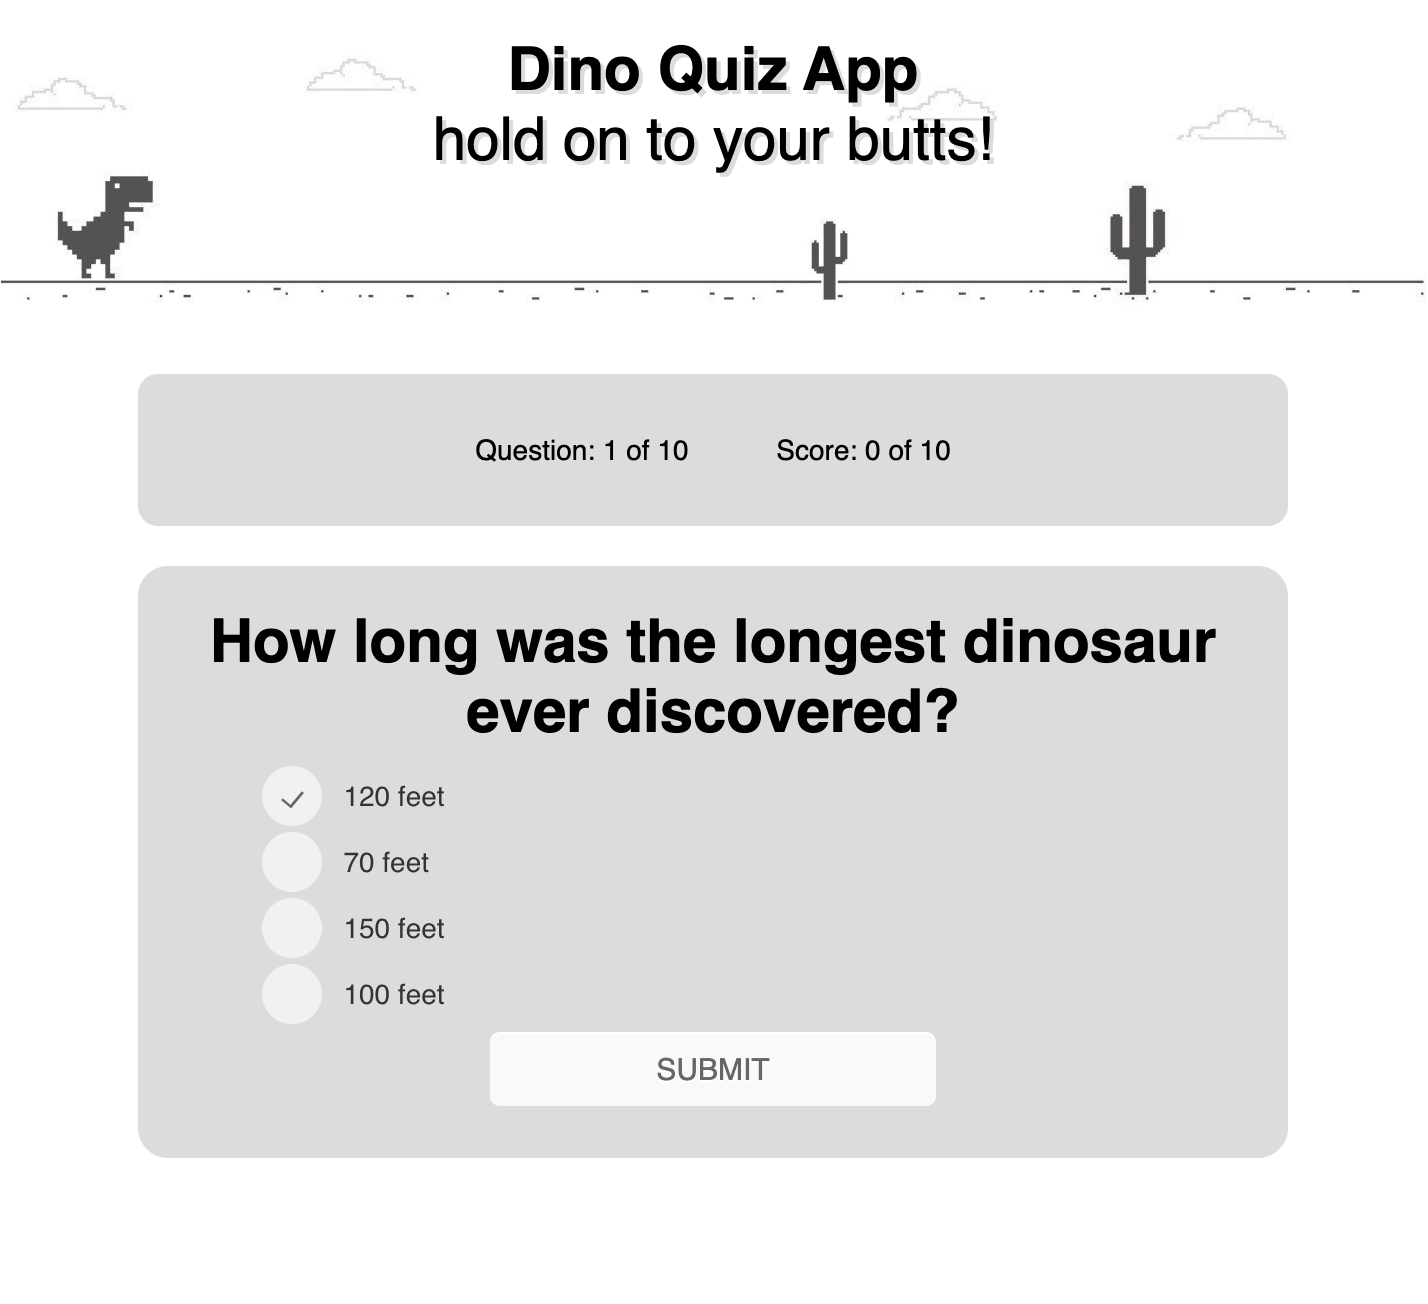 Dino Quiz App
hold on to your butts!
Question: 1 of 10 Score: 0 of 10
How long was the longest dinosaur
ever discovered?
120 feet
70 feet
150 feet
100 feet
SUBMIT